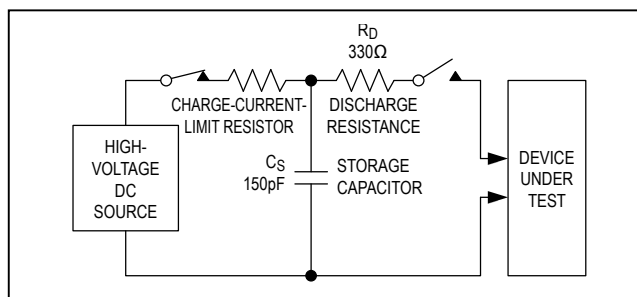 R_D
330Ω
CHARGE-CURRENT-
LIMIT RESISTOR
DISCHARGE
RESISTANCE
HIGH-
VOLTAGE
DC
SOURCE
C_S
150pF
STORAGE
CAPACITOR
DEVICE
UNDER
TEST